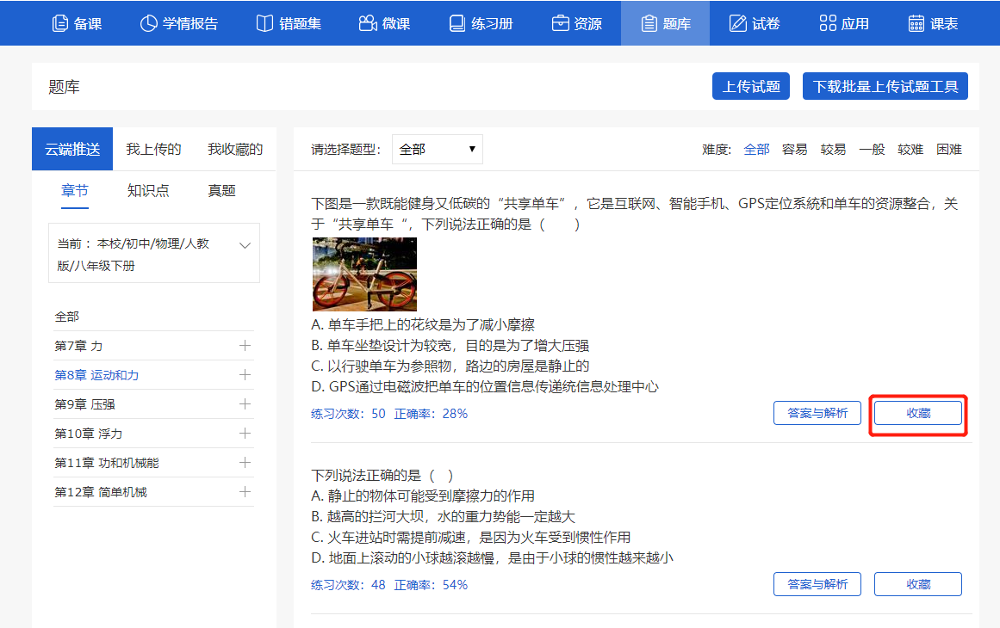 备课 学情报告 错题集 微课 练习册 资源 题库 试卷 应用 课表
题库 上传试题 下载批量上传试题工具
云端推送 我上传的 我收藏的
章节 知识点 真题
当前 : 本校/初中/物理/人教
版/八年级下册
全部
第7章 力
第8章 运动和力
第9章 压强
第10章 浮力
第11章 功和机械能
第12章 简单机械
请选择题型: 全部 难度: 全部 容易 较易 一般 较难 困难
下图是一款既能健身又低碳的“共享单车”，它是互联网、智能手机、GPS定位系统和单车的资源整合，关
于“共享单车“，下列说法正确的是（　　）
A. 单车手把上的花纹是为了减小摩擦
B. 单车坐垫设计为较宽，目的是为了增大压强
C. 以行驶单车为参照物，路边的房屋是静止的
D. GPS通过电磁波把单车的位置信息传递统信息处理中心
练习次数: 50 正确率: 28% 答案与解析 收藏
下列说法正确的是（　）
A. 静止的物体可能受到摩擦力的作用
B. 越高的拦河大坝，水的重力势能一定越大
C. 火车进站时需提前减速，是因为火车受到惯性作用
D. 地面上滚动的小球越滚越慢，是由于小球的惯性越来越小
练习次数: 48 正确率: 54% 答案与解析 收藏